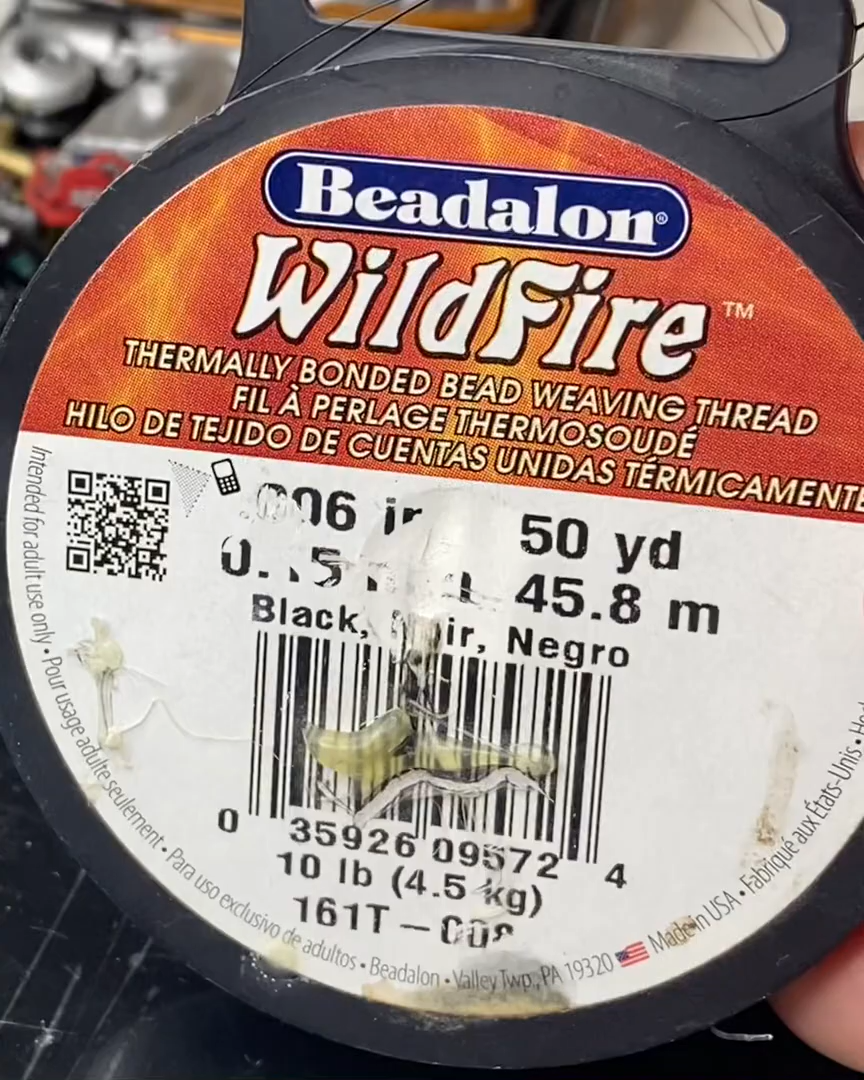 Beadalon®
WildFire™
THERMALLY BONDED BEAD WEAVING THREAD
FIL À PERLAGE THERMOSOUDÉ
HILO DE TEJIDO DE CUENTAS UNIDAS TÉRMICAMENTE
50 yd
45.8 m
Black, Negro
0 35926 09572 4
10 lb (4.5 kg)
161T
Intended for adult use only • Pour usage adulte seulement • Para uso exclusivo de adultos • Beadalon • Valley Twp., PA 19320 Made in USA • Fabriqué aux États-Unis •